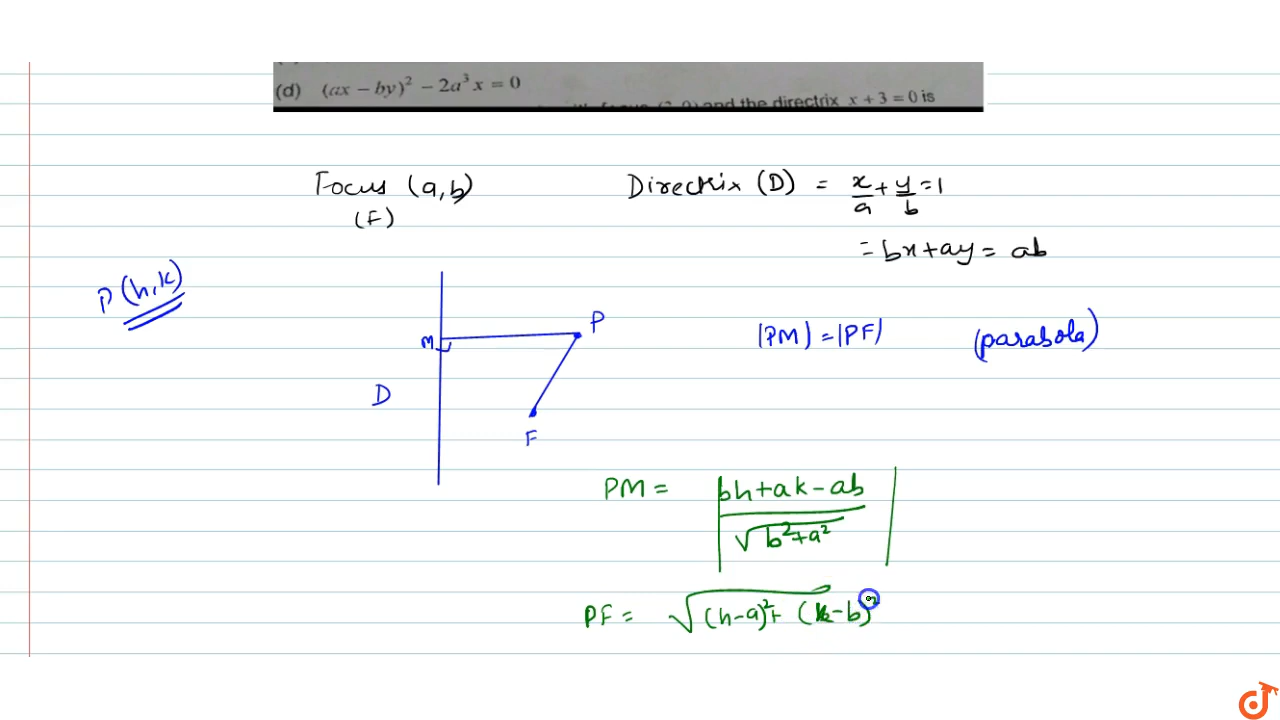 (d) (ax − by)² − 2a³x = 0
and the directrix x + 3 = 0 is
Focus (a,b)
(F)
Directrix (D) = x/a + y/b = 1
= bx + ay = ab
P(h,k)
P
M
D
F
|PM| = |PF| (parabola)
PM = |bh + ak − ab / √b² + a²|
PF = √(h−a)² + (k−b)²